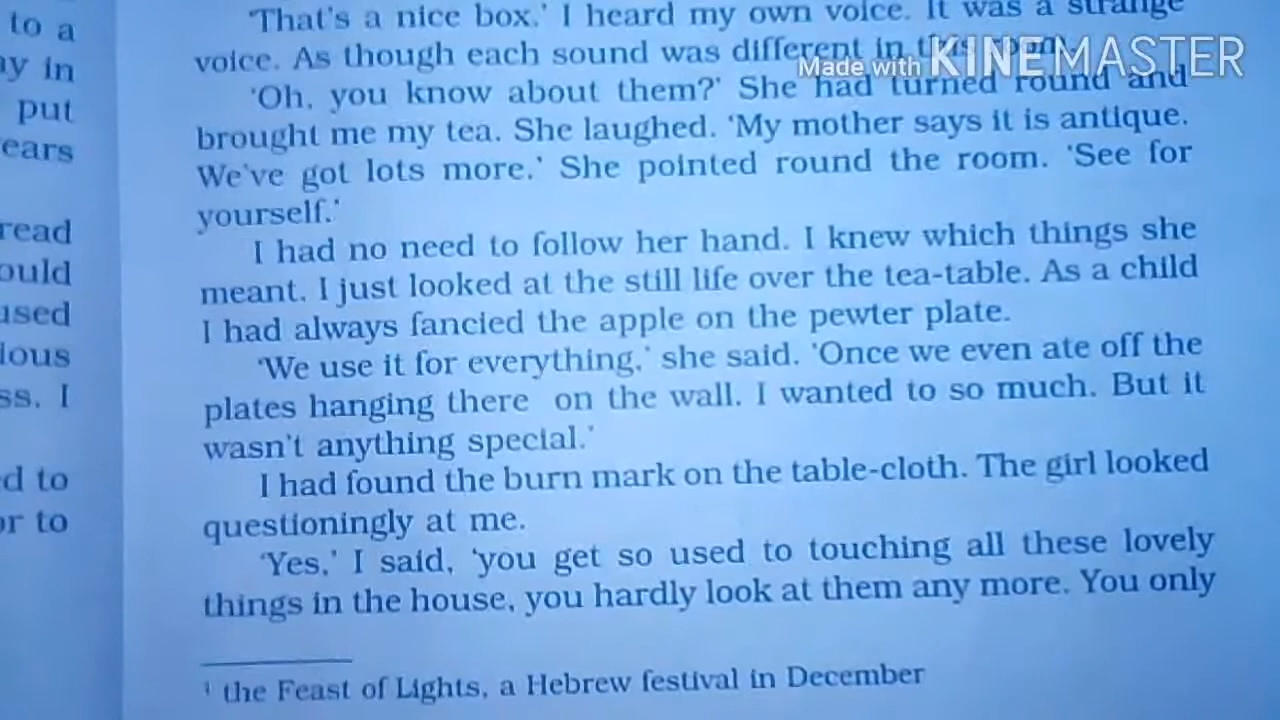 to a
ay in
put
ears
read
ould
used
ious
ss. I
d to
or to
'That's a nice box.' I heard my own voice. It was a strange
voice. As though each sound was different in this room.
Made with KINEMASTER
'Oh, you know about them?' She had turned round and
brought me my tea. She laughed. 'My mother says it is antique.
We've got lots more.' She pointed round the room. 'See for
yourself.'
I had no need to follow her hand. I knew which things she
meant. I just looked at the still life over the tea-table. As a child
I had always fancied the apple on the pewter plate.
'We use it for everything,' she said. 'Once we even ate off the
plates hanging there on the wall. I wanted to so much. But it
wasn't anything special.'
I had found the burn mark on the table-cloth. The girl looked
questioningly at me.
'Yes,' I said, 'you get so used to touching all these lovely
things in the house, you hardly look at them any more. You only
1 the Feast of Lights, a Hebrew festival in December